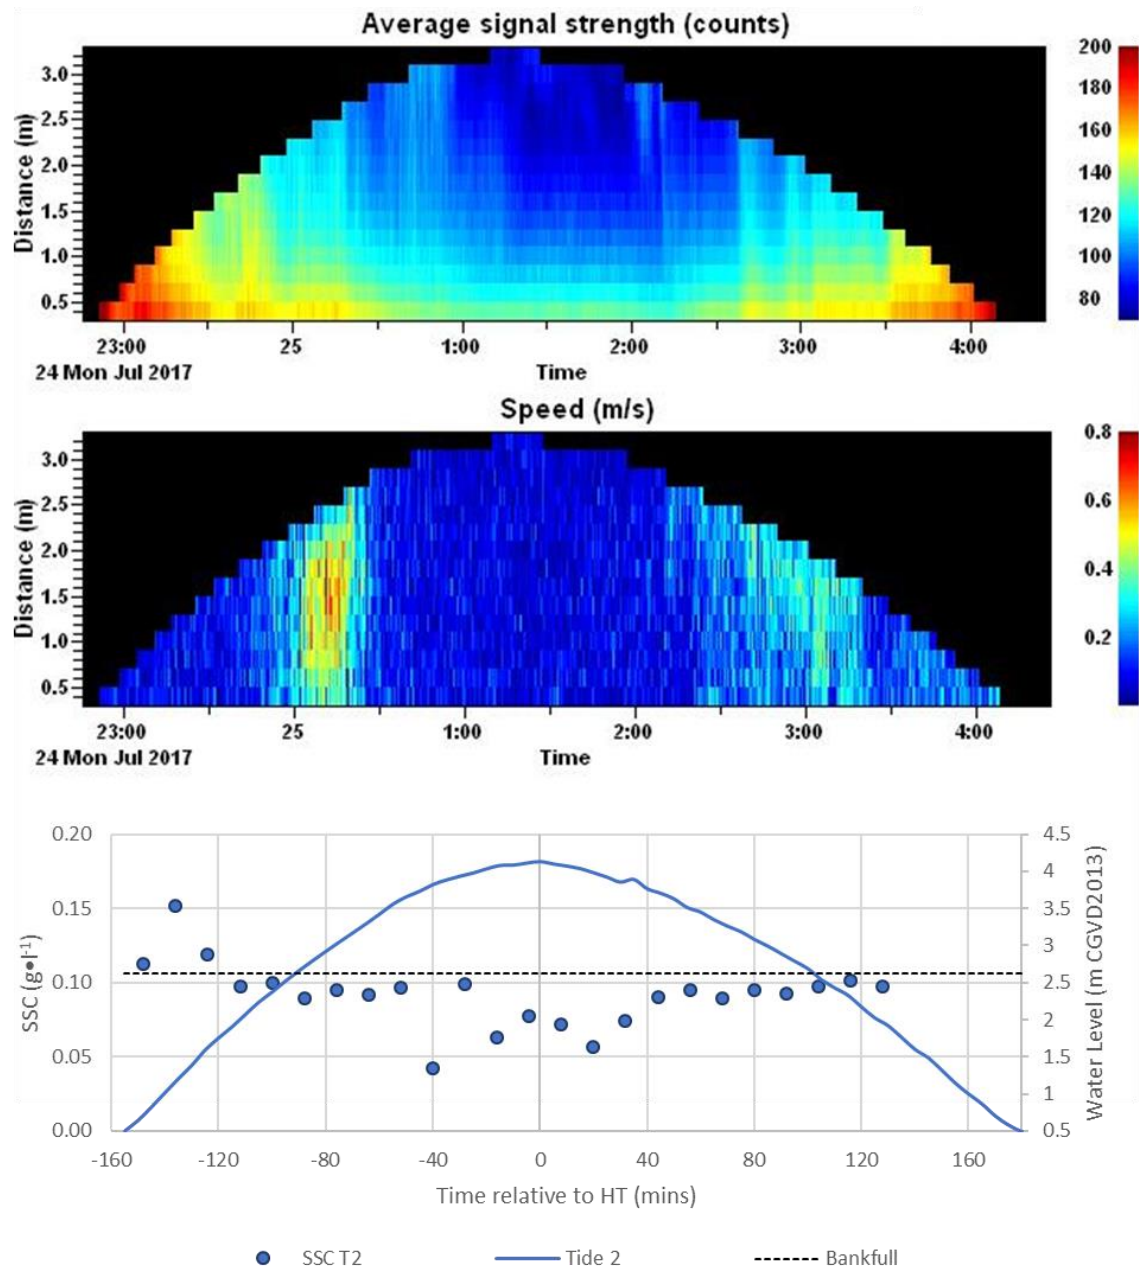 Average signal strength (counts)
Distance (m)
3.0
2.5
2.0
1.5
1.0
0.5
200
180
160
140
120
100
80
23:00 25 1:00 2:00 3:00 4:00
24 Mon Jul 2017 Time
Speed (m/s)
Distance (m)
3.0
2.5
2.0
1.5
1.0
0.5
0.8
0.6
0.4
0.2
23:00 25 1:00 2:00 3:00 4:00
24 Mon Jul 2017 Time
SSC (g•l-1)
0.20
0.15
0.10
0.05
0.00
4.5
4
3.5
3
2.5
2
1.5
1
0.5
Water Level (m CGVD2013)
-160 -120 -80 -40 0 40 80 120 160
Time relative to HT (mins)
SSC T2 Tide 2 Bankfull